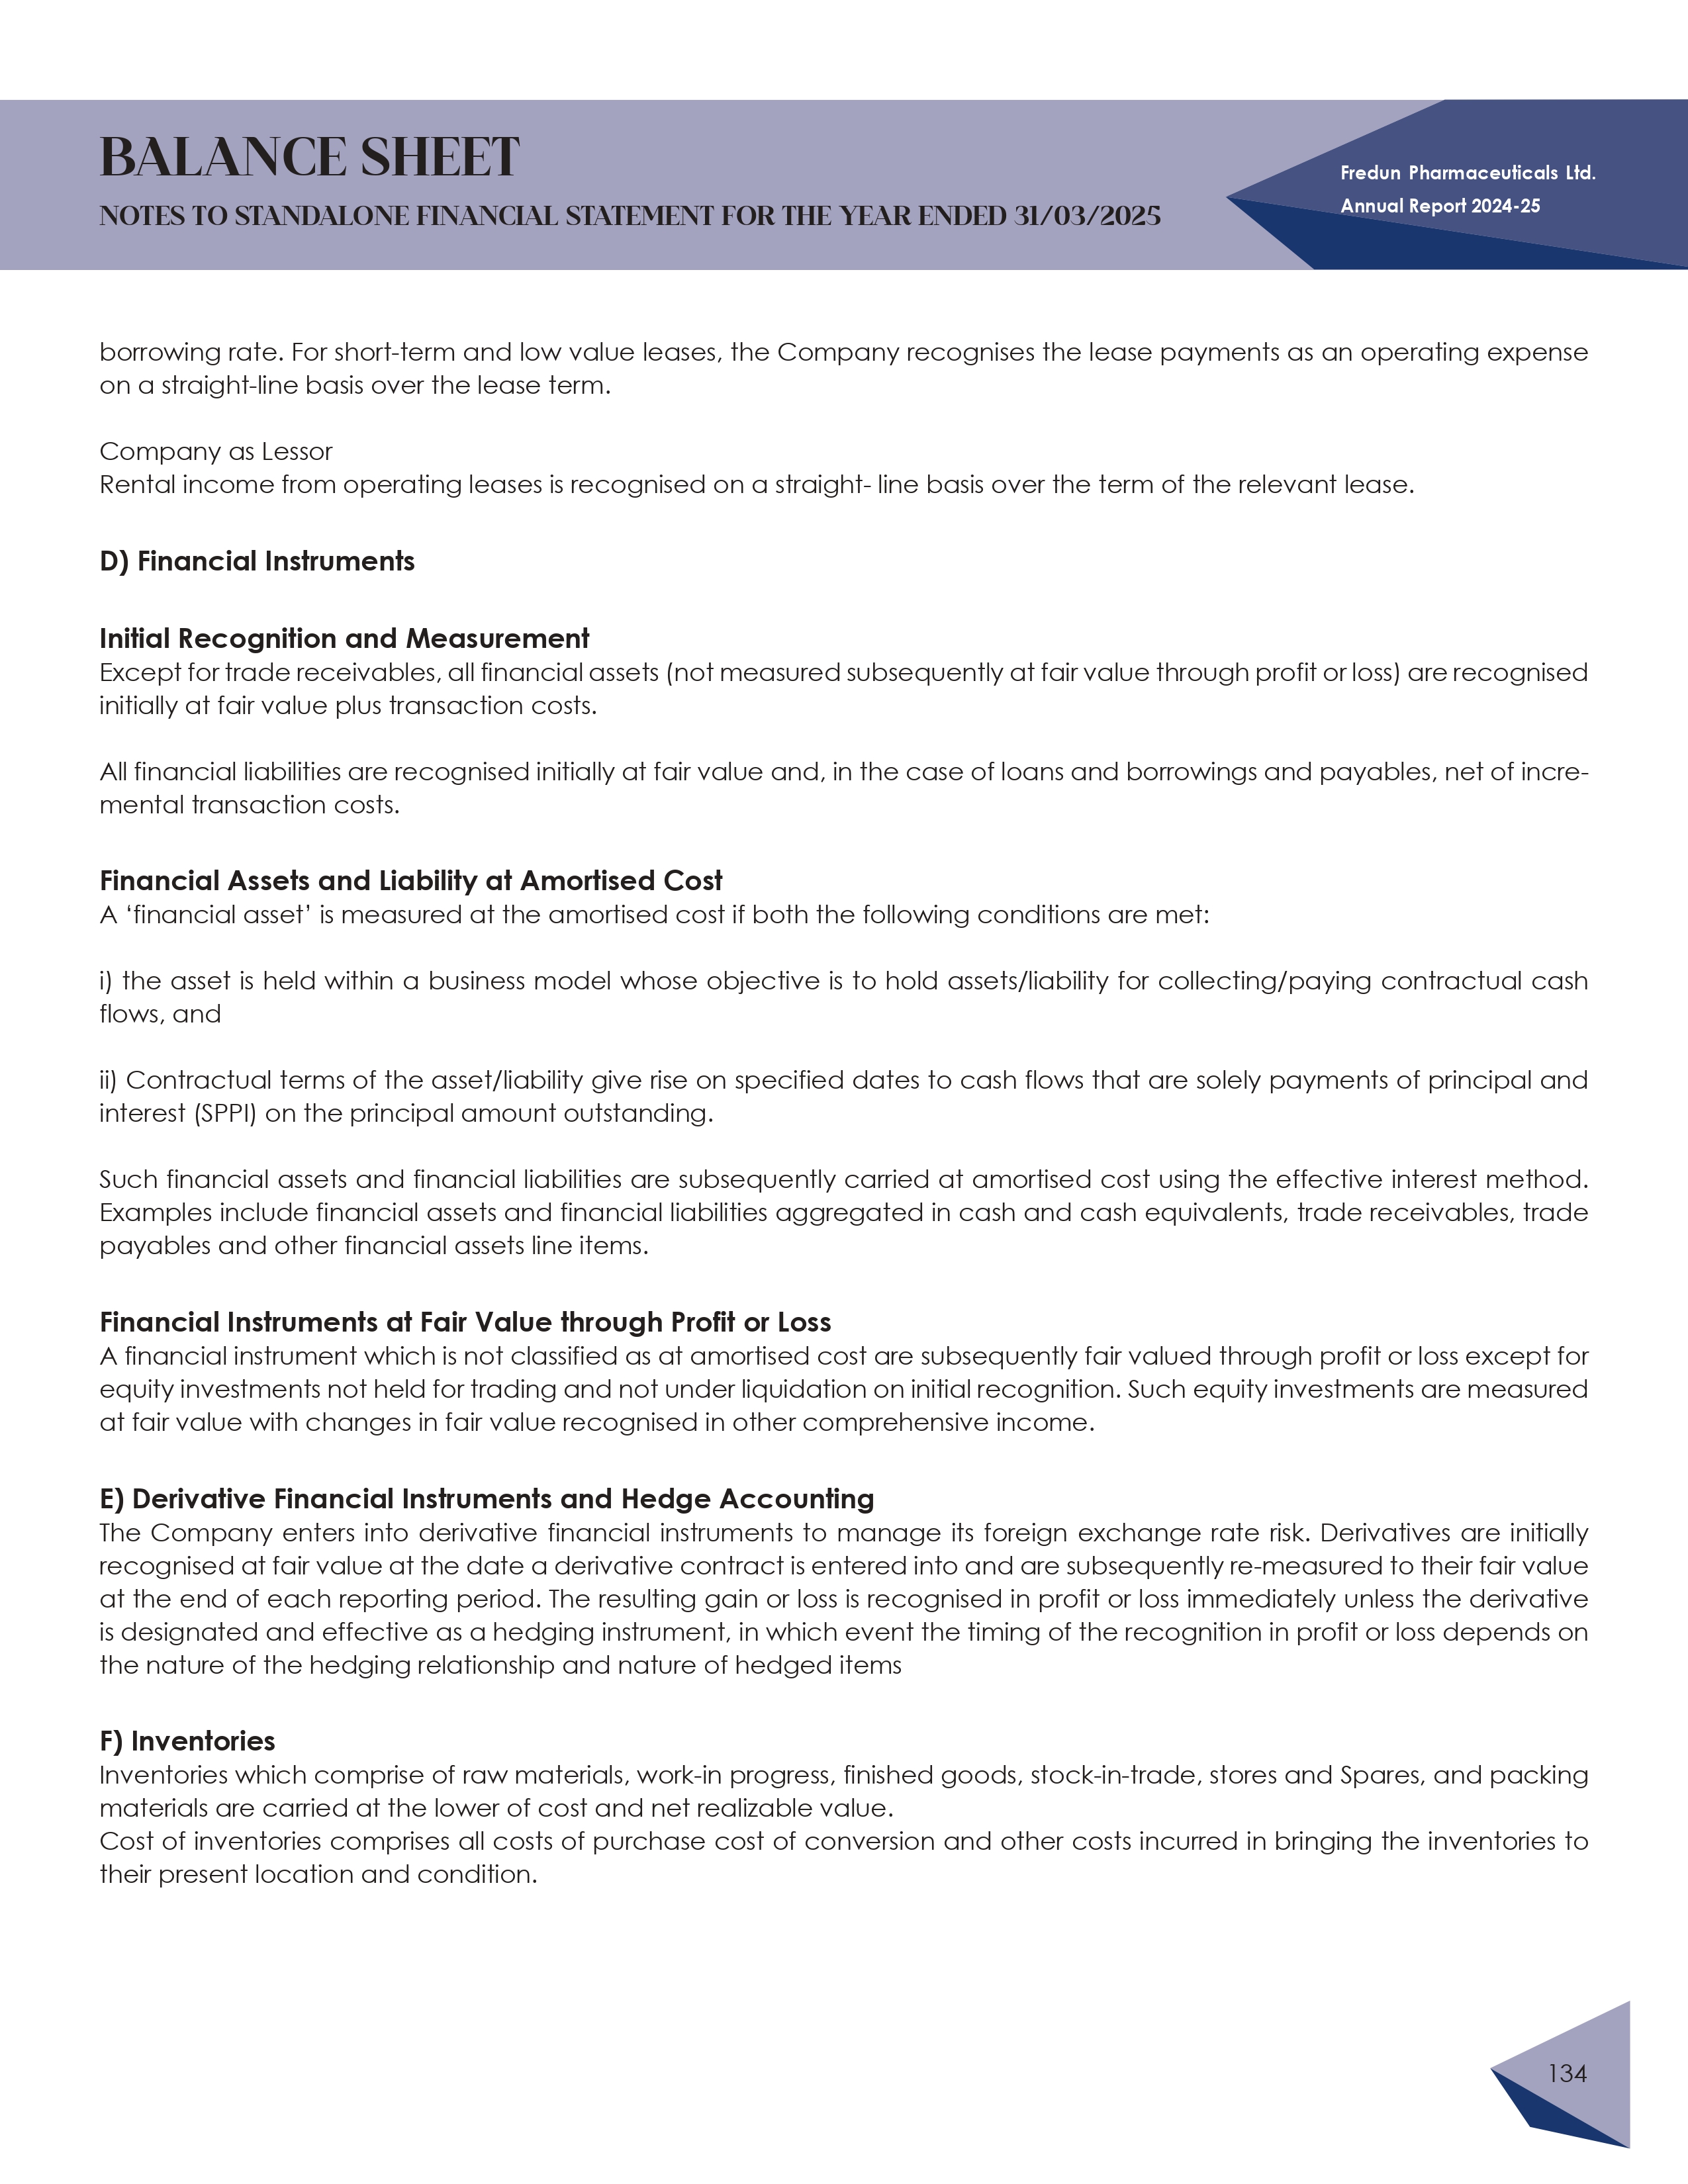 BALANCE SHEET
NOTES TO STANDALONE FINANCIAL STATEMENT FOR THE YEAR ENDED 31/03/2025
Fredun Pharmaceuticals Ltd.
Annual Report 2024-25
borrowing rate. For short-term and low value leases, the Company recognises the lease payments as an operating expense
on a straight-line basis over the lease term.
Company as Lessor
Rental income from operating leases is recognised on a straight- line basis over the term of the relevant lease.
D) Financial Instruments
Initial Recognition and Measurement
Except for trade receivables, all financial assets (not measured subsequently at fair value through profit or loss) are recognised
initially at fair value plus transaction costs.
All financial liabilities are recognised initially at fair value and, in the case of loans and borrowings and payables, net of incre-
mental transaction costs.
Financial Assets and Liability at Amortised Cost
A ‘financial asset’ is measured at the amortised cost if both the following conditions are met:
i) the asset is held within a business model whose objective is to hold assets/liability for collecting/paying contractual cash
flows, and
ii) Contractual terms of the asset/liability give rise on specified dates to cash flows that are solely payments of principal and
interest (SPPI) on the principal amount outstanding.
Such financial assets and financial liabilities are subsequently carried at amortised cost using the effective interest method.
Examples include financial assets and financial liabilities aggregated in cash and cash equivalents, trade receivables, trade
payables and other financial assets line items.
Financial Instruments at Fair Value through Profit or Loss
A financial instrument which is not classified as at amortised cost are subsequently fair valued through profit or loss except for
equity investments not held for trading and not under liquidation on initial recognition. Such equity investments are measured
at fair value with changes in fair value recognised in other comprehensive income.
E) Derivative Financial Instruments and Hedge Accounting
The Company enters into derivative financial instruments to manage its foreign exchange rate risk. Derivatives are initially
recognised at fair value at the date a derivative contract is entered into and are subsequently re-measured to their fair value
at the end of each reporting period. The resulting gain or loss is recognised in profit or loss immediately unless the derivative
is designated and effective as a hedging instrument, in which event the timing of the recognition in profit or loss depends on
the nature of the hedging relationship and nature of hedged items
F) Inventories
Inventories which comprise of raw materials, work-in progress, finished goods, stock-in-trade, stores and Spares, and packing
materials are carried at the lower of cost and net realizable value.
Cost of inventories comprises all costs of purchase cost of conversion and other costs incurred in bringing the inventories to
their present location and condition.
134